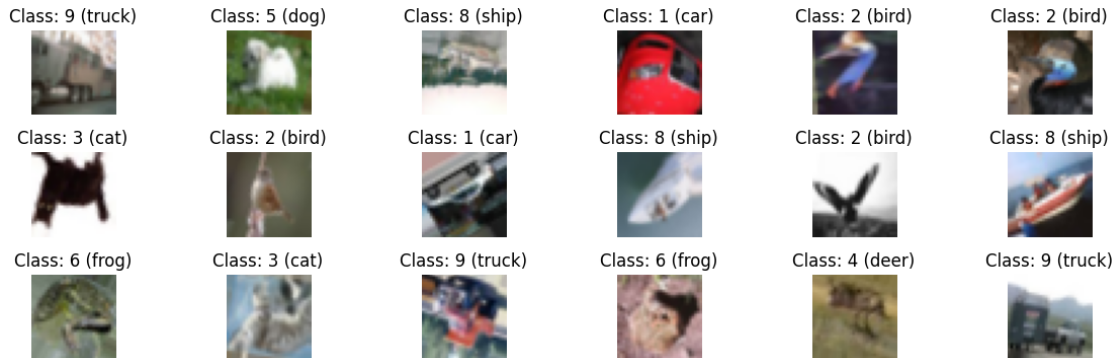 Class: 9 (truck) Class: 5 (dog) Class: 8 (ship) Class: 1 (car) Class: 2 (bird) Class: 2 (bird)
Class: 3 (cat) Class: 2 (bird) Class: 1 (car) Class: 8 (ship) Class: 2 (bird) Class: 8 (ship)
Class: 6 (frog) Class: 3 (cat) Class: 9 (truck) Class: 6 (frog) Class: 4 (deer) Class: 9 (truck)